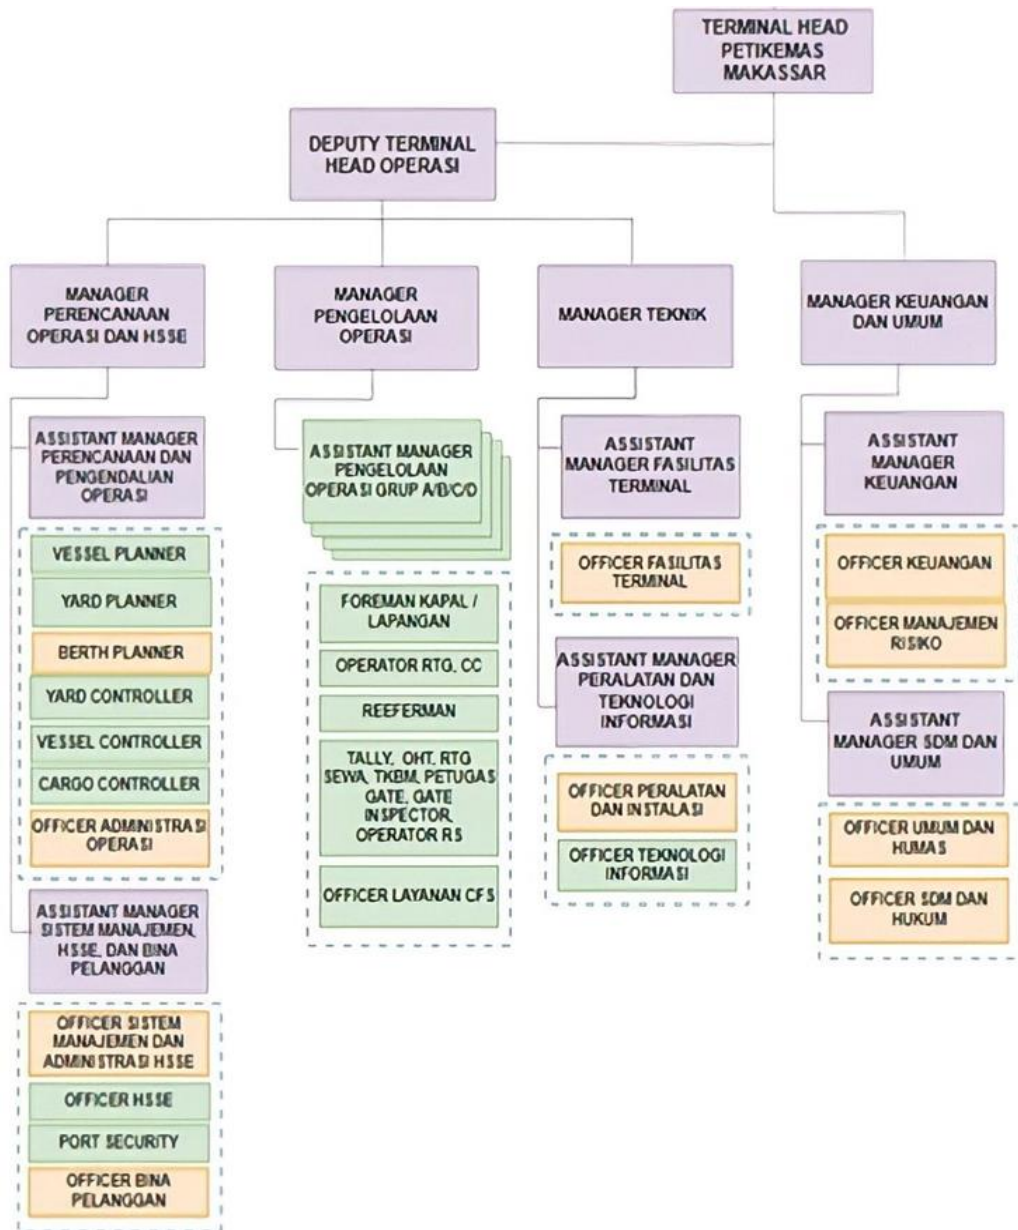 TERMINAL HEAD
PETIKEMAS
MAKASSAR
DEPUTY TERMINAL
HEAD OPERASI
MANAGER
PERENCANAAN
OPERASI DAN HSSE
MANAGER
PENGELOLAAN
OPERASI
MANAGER TEKNIK
MANAGER KEUANGAN
DAN UMUM
ASSISTANT MANAGER
PERENCANAAN DAN
PENGENDALIAN
OPERASI
VESSEL PLANNER
YARD PLANNER
BERTH PLANNER
YARD CONTROLLER
VESSEL CONTROLLER
CARGO CONTROLLER
OFFICER ADMINISTRASI
OPERASI
ASSISTANT MANAGER
SISTEM MANAJEMEN,
HSSE, DAN BINA
PELANGGAN
OFFICER SISTEM
MANAJEMEN DAN
ADMINISTRASI HSSE
OFFICER HSSE
PORT SECURITY
OFFICER BINA
PELANGGAN
ASSISTANT MANAGER
PENGELOLAAN
OPERASI GRUP A/B/C/D
FOREMAN KAPAL /
LAPANGAN
OPERATOR RTG, CC
REEFERMAN
TALLY, OHT, RTG
SEWA, TKBM, PETUGAS
GATE, GATE
INSPECTOR,
OPERATOR RS
OFFICER LAYANAN CFS
ASSISTANT
MANAGER FASILITAS
TERMINAL
OFFICER FASILITAS
TERMINAL
ASSISTANT MANAGER
PERALATAN DAN
TEKNOLOGI
INFORMASI
OFFICER PERALATAN
DAN INSTALASI
OFFICER TEKNOLOGI
INFORMASI
ASSISTANT
MANAGER
KEUANGAN
OFFICER KEUANGAN
OFFICER MANAJEMEN
RISIKO
ASSISTANT
MANAGER SDM DAN
UMUM
OFFICER UMUM DAN
HUMAS
OFFICER SDM DAN
HUKUM